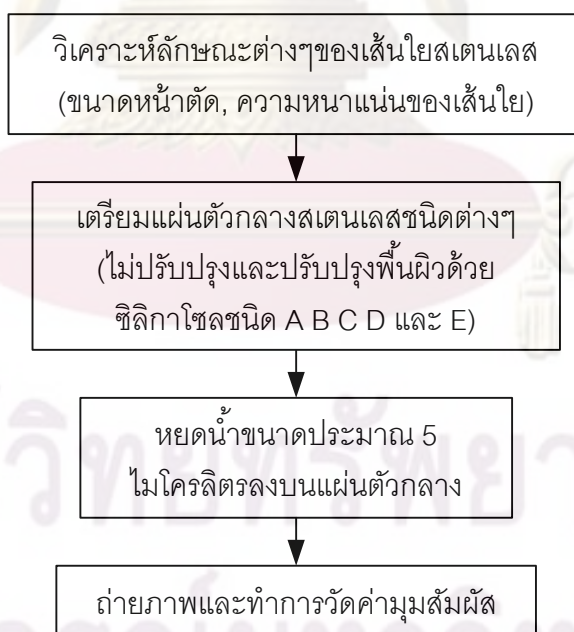 วิเคราะห์ลักษณะต่างๆของเส้นใยสเตนเลส
(ขนาดหน้าตัด, ความหนาแน่นของเส้นใย)
เตรียมแผ่นตัวกลางสเตนเลสชนิดต่างๆ
(ไม่ปรับปรุงและปรับปรุงพื้นผิวด้วย
ซิลิกาโซลชนิด A B C D และ E)
หยดน้ำขนาดประมาณ 5
ไมโครลิตรลงบนแผ่นตัวกลาง
ถ่ายภาพและทำการวัดค่ามุมสัมผัส